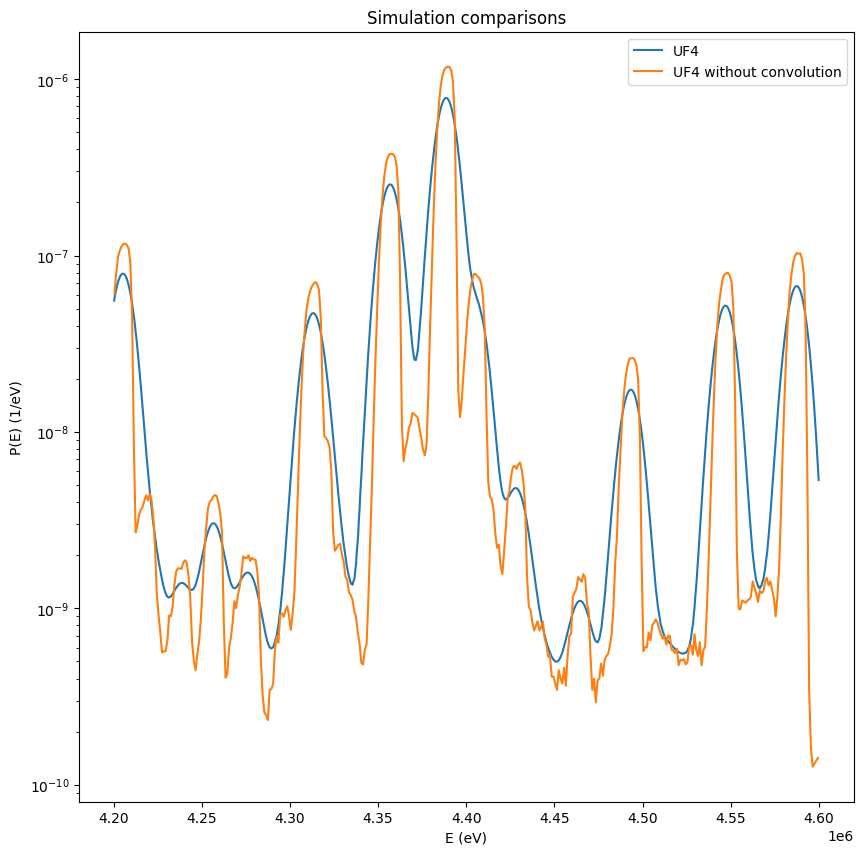 Simulation comparisons
UF4
UF4 without convolution
P(E) (1/eV)
10⁻⁶
10⁻⁷
10⁻⁸
10⁻⁹
10⁻¹⁰
4.20 4.25 4.30 4.35 4.40 4.45 4.50 4.55 4.60
1e6
E (eV)